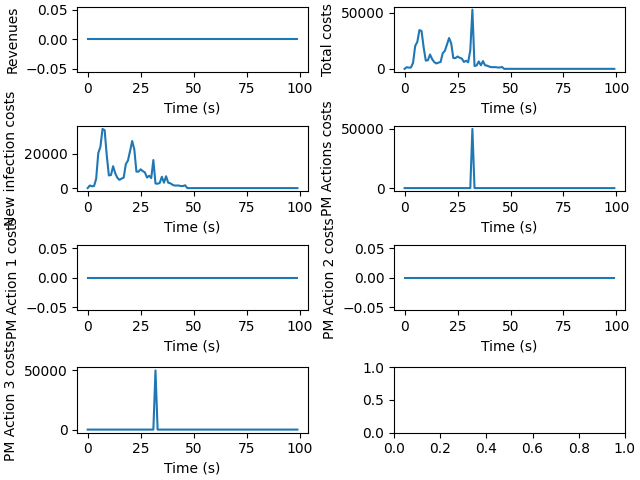 Revenues
0.05
0.00
−0.05
0 25 50 75 100
Time (s)
Total costs
50000
0
0 25 50 75 100
Time (s)
New infection costs
20000
0
0 25 50 75 100
Time (s)
PM Actions costs
50000
0
0 25 50 75 100
Time (s)
PM Action 1 costs
0.05
0.00
−0.05
0 25 50 75 100
Time (s)
PM Action 2 costs
0.05
0.00
−0.05
0 25 50 75 100
Time (s)
PM Action 3 costs
50000
0
0 25 50 75 100
Time (s)
1.0
0.5
0.0
0.0 0.2 0.4 0.6 0.8 1.0